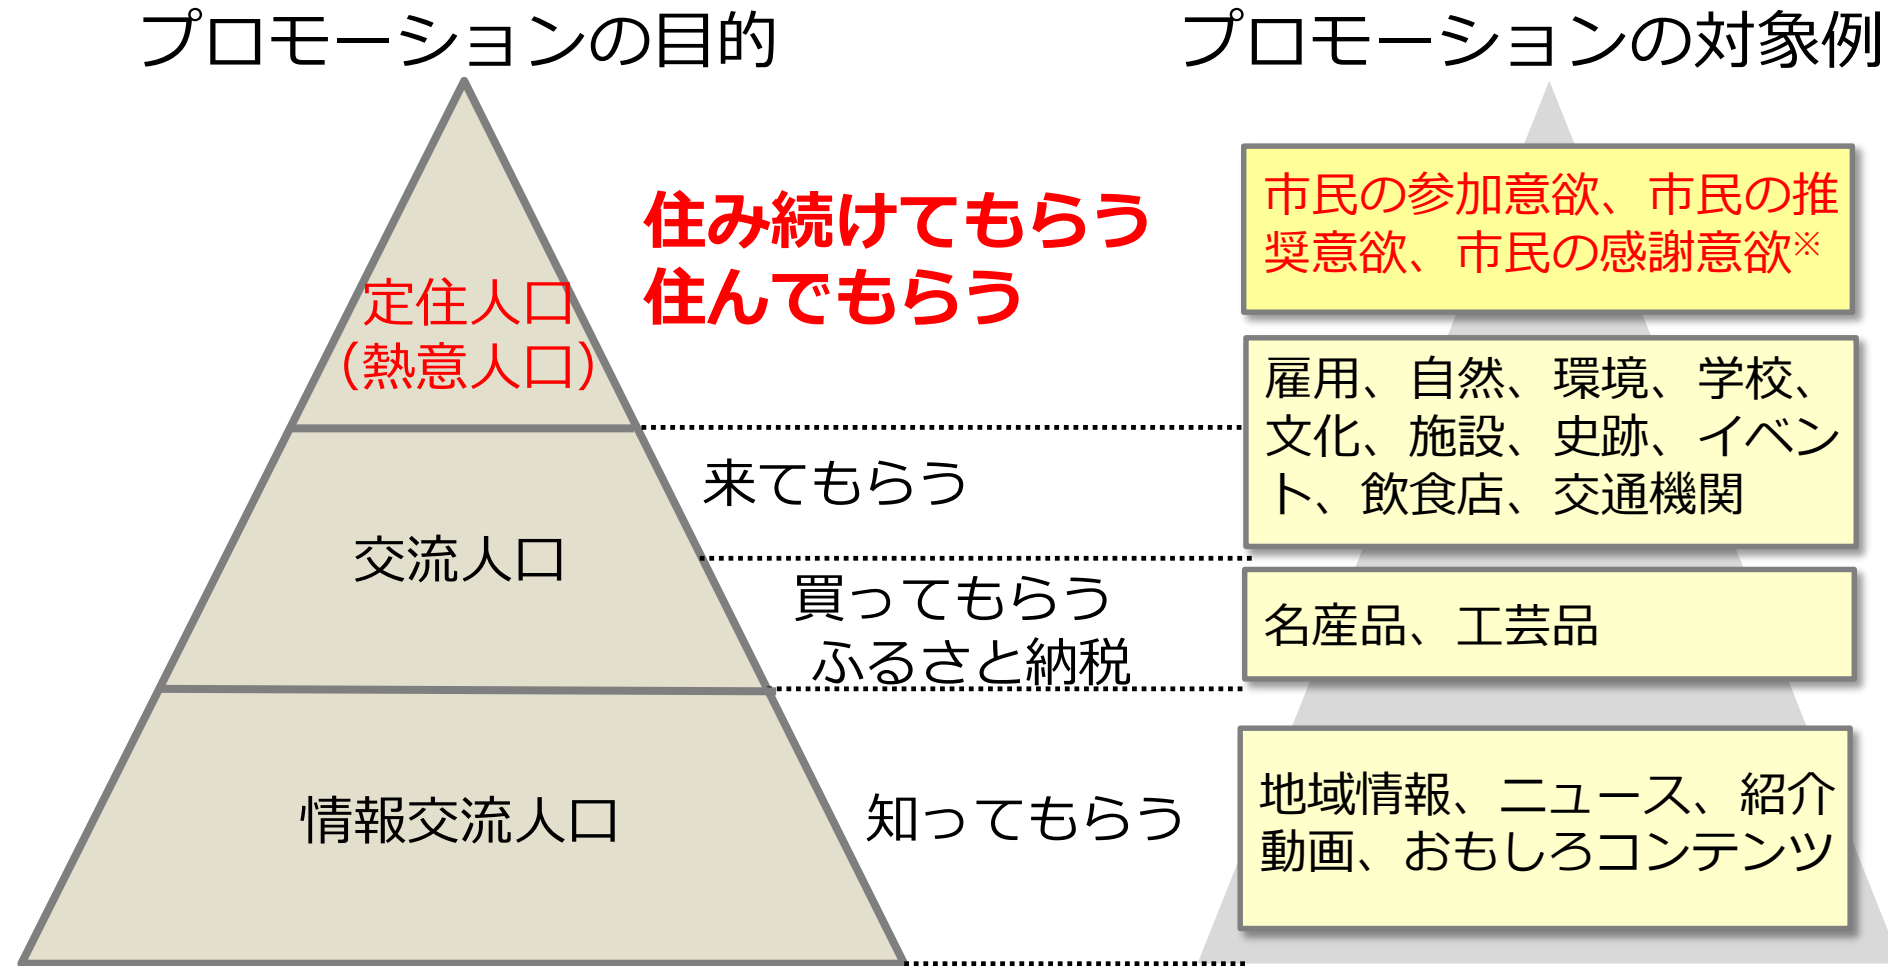 プロモーションの目的
プロモーションの対象例
住み続けてもらう
住んでもらう
定住人口
(熱意人口)
市民の参加意欲、市民の推
奨意欲、市民の感謝意欲※
来てもらう
交流人口
雇用、自然、環境、学校、
文化、施設、史跡、イベン
ト、飲食店、交通機関
買ってもらう
ふるさと納税
名産品、工芸品
情報交流人口
知ってもらう
地域情報、ニュース、紹介
動画、おもしろコンテンツ